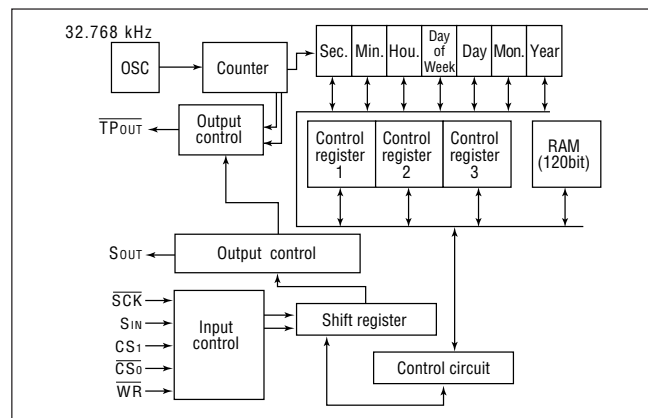 32.768 kHz
OSC
Counter
Sec.
Min.
Hou.
Day
of
Week
Day
Mon.
Year
TPOUT
Output
control
Control
register
1
Control
register
2
Control
register
3
RAM
(120bit)
SOUT
Output control
SCK
SIN
CS1
CS0
WR
Input
control
Shift register
Control circuit